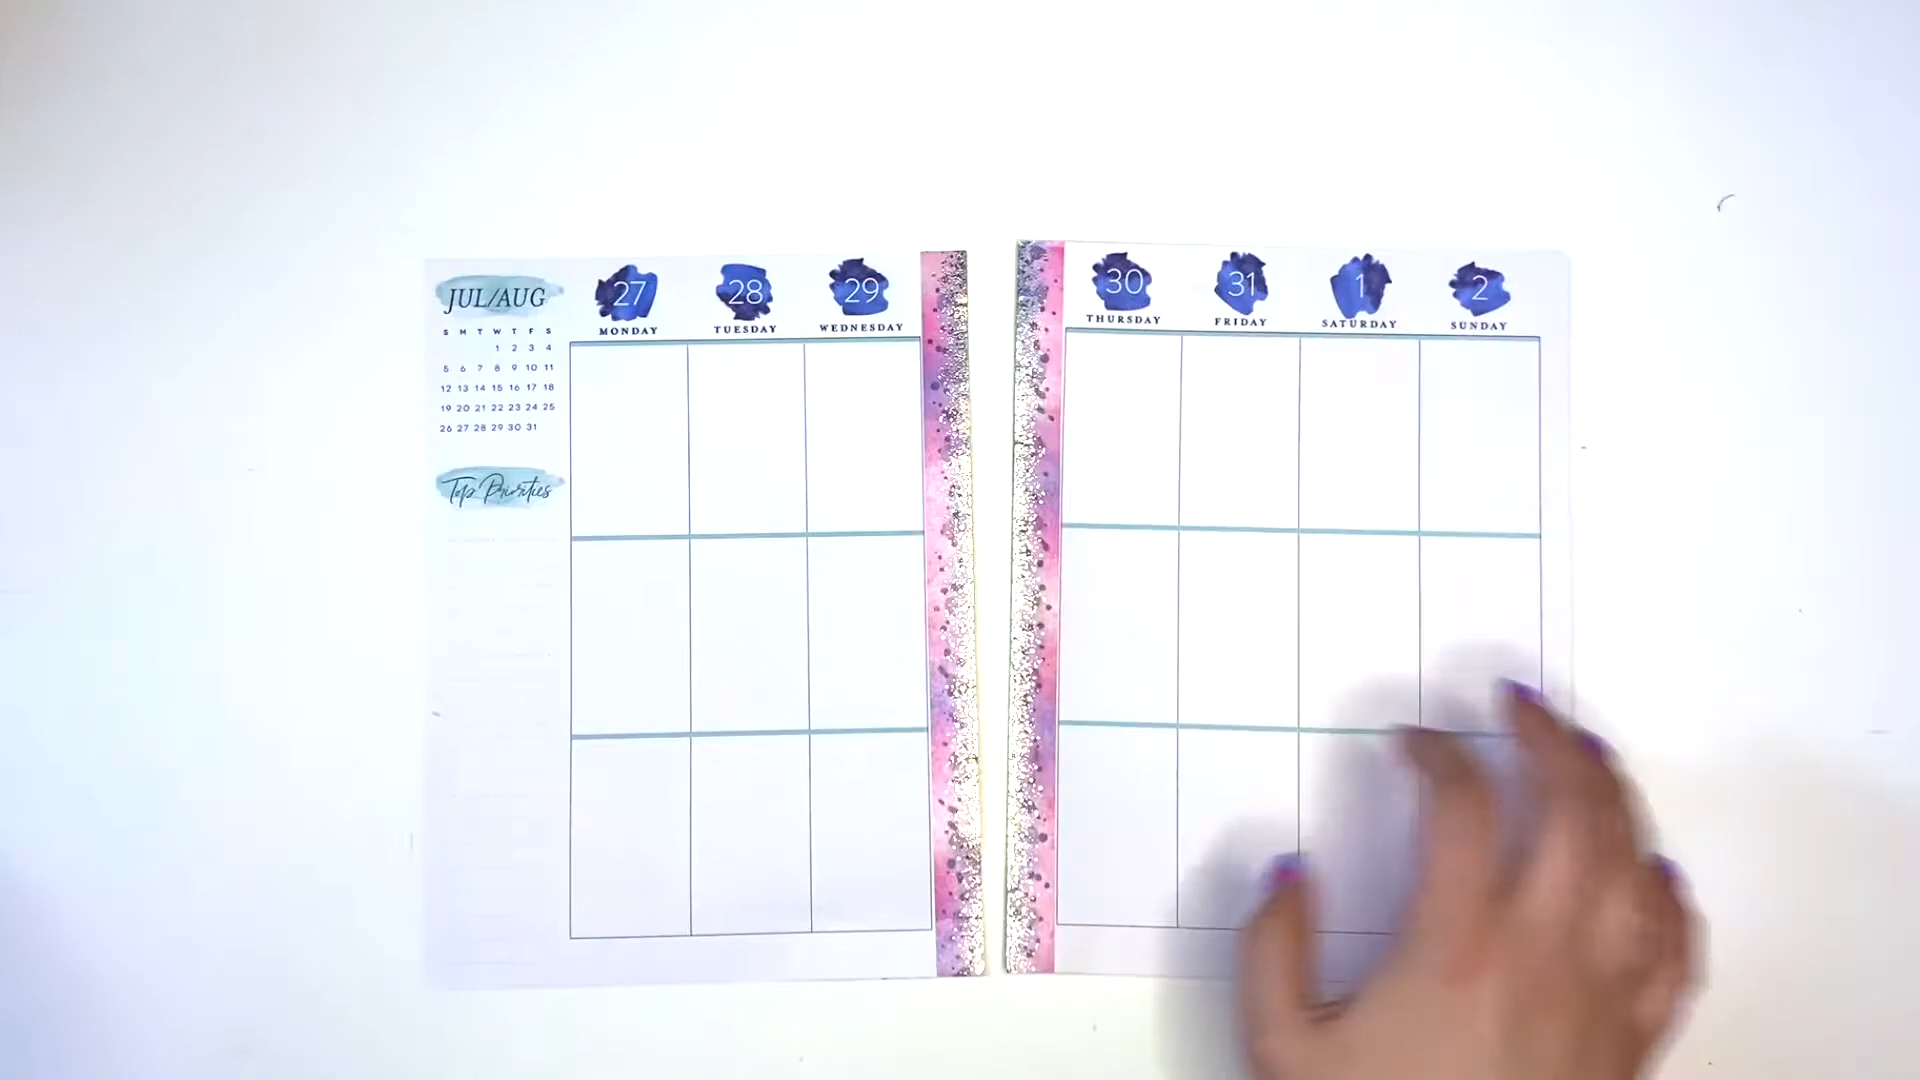 JUL/AUG
S M T W T F S
1 2 3 4
5 6 7 8 9 10 11
12 13 14 15 16 17 18
19 20 21 22 23 24 25
26 27 28 29 30 31
Top Priorities
27 28 29
MONDAY TUESDAY WEDNESDAY
30 31 1 2
THURSDAY FRIDAY SATURDAY SUNDAY